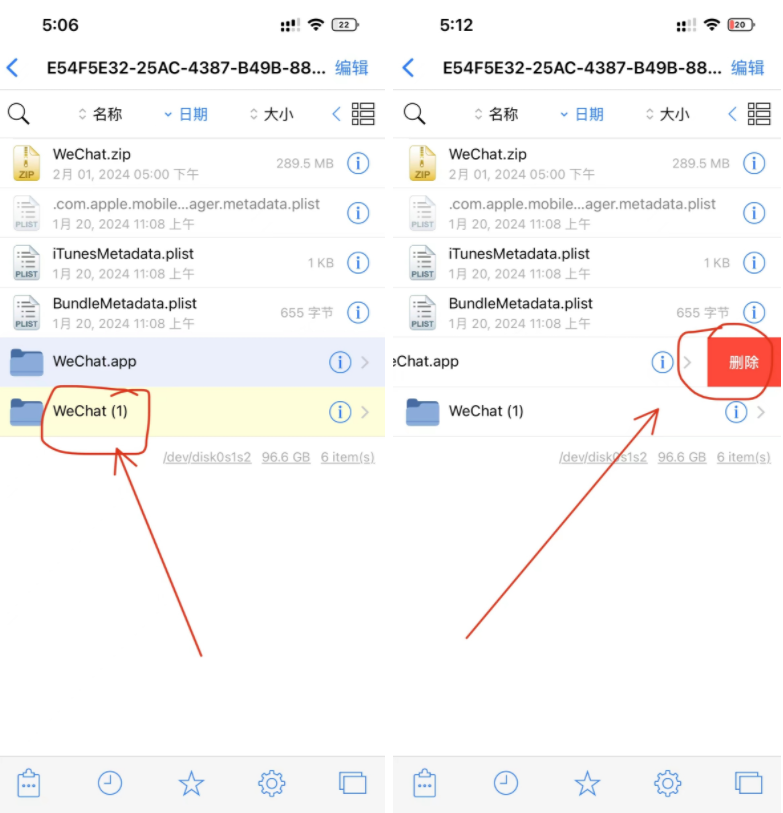 5:06
22
E54F5E32-25AC-4387-B49B-88... 编辑
名称 日期 大小
WeChat.zip
2月 01, 2024 05:00 下午
289.5 MB
ZIP
.com.apple.mobile...ager.metadata.plist
1月 20, 2024 11:08 上午
PLIST
iTunesMetadata.plist
1月 20, 2024 11:08 上午
1 KB
PLIST
BundleMetadata.plist
1月 20, 2024 11:08 上午
655 字节
PLIST
WeChat.app
WeChat (1)
/dev/disk0s1s2 96.6 GB 6 item(s)
5:12
20
E54F5E32-25AC-4387-B49B-88... 编辑
名称 日期 大小
WeChat.zip
2月 01, 2024 05:00 下午
289.5 MB
ZIP
.com.apple.mobile...ager.metadata.plist
1月 20, 2024 11:08 上午
PLIST
iTunesMetadata.plist
1月 20, 2024 11:08 上午
1 KB
PLIST
BundleMetadata.plist
1月 20, 2024 11:08 上午
655 字节
PLIST
eChat.app
删除
WeChat (1)
/dev/disk0s1s2 96.6 GB 6 item(s)